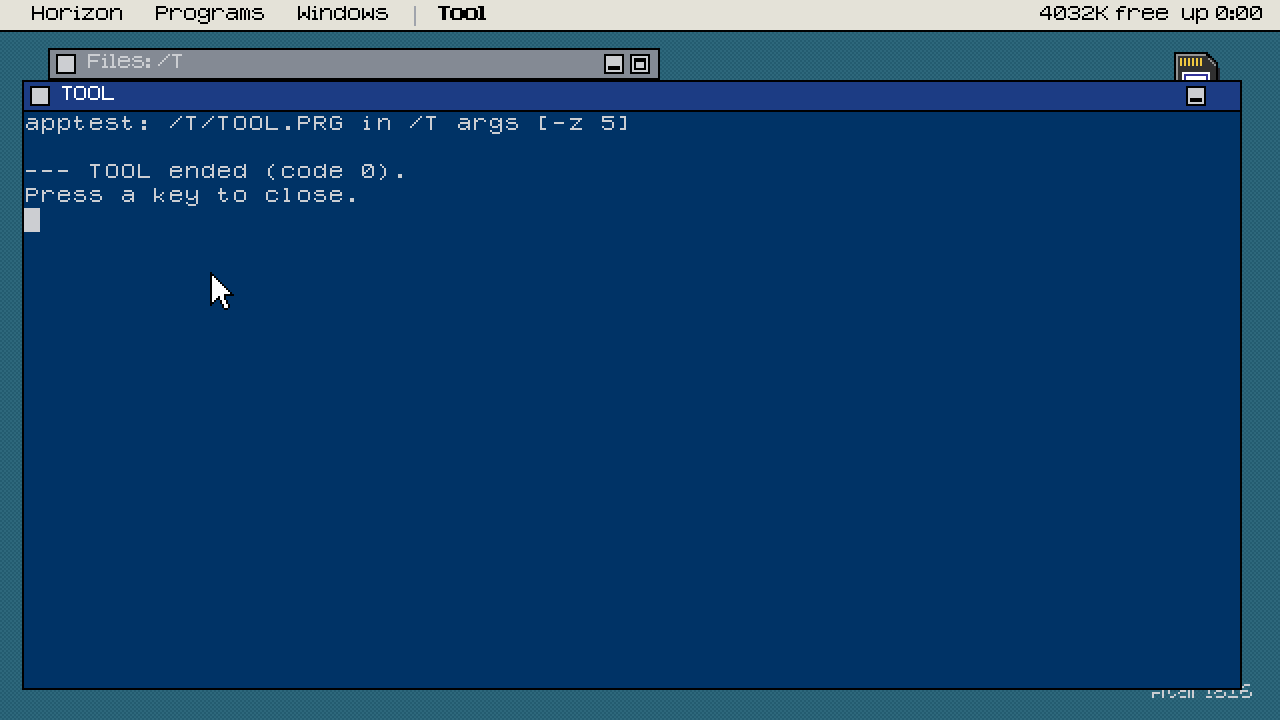 Horizon Programs Windows | Tool 4032K free up 0:00
Files: /T
TOOL
apptest: /T/TOOL.PRG in /T args [-z 5]
--- TOOL ended (code 0).
Press a key to close.